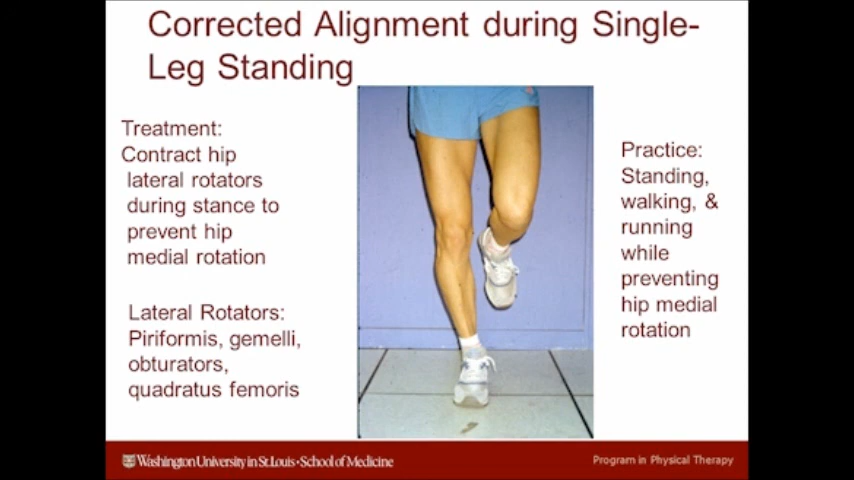 Corrected Alignment during Single-
Leg Standing
Treatment:
Contract hip
lateral rotators
during stance to
prevent hip
medial rotation
Lateral Rotators:
Piriformis, gemelli,
obturators,
quadratus femoris
Practice:
Standing,
walking, &
running
while
preventing
hip medial
rotation
Washington University in St. Louis • School of Medicine
Program in Physical Therapy